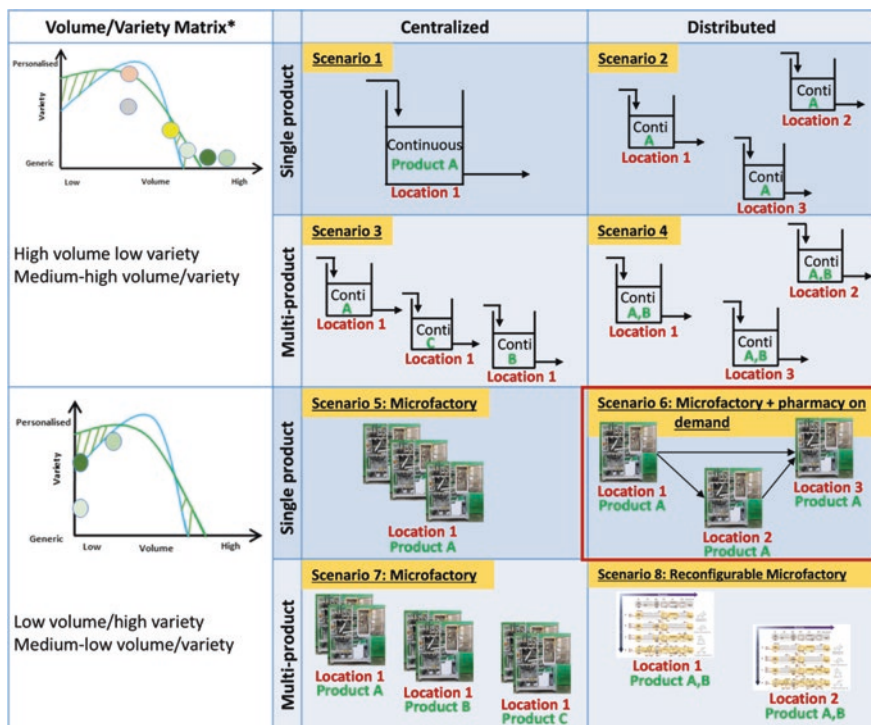 Volume/Variety Matrix*
Centralized
Distributed
Personalised
Variety
Generic
Low
Volume
High
High volume low variety
Medium-high volume/variety
Single product
Scenario 1
Continuous
Product A
Location 1
Scenario 2
Conti
A
Location 1
Conti
A
Location 2
Conti
A
Location 3
Multi-product
Scenario 3
Conti
A
Location 1
Conti
C
Location 1
Conti
B
Location 1
Scenario 4
Conti
A,B
Location 1
Conti
A,B
Location 2
Conti
A,B
Location 3
Personalised
Variety
Generic
Low
Volume
High
Low volume/high variety
Medium-low volume/variety
Single product
Scenario 5: Microfactory
Location 1
Product A
Scenario 6: Microfactory + pharmacy on
demand
Location 1
Product A
Location 2
Product A
Location 3
Product A
Multi-product
Scenario 7: Microfactory
Location 1
Product A
Location 1
Product B
Location 1
Product C
Scenario 8: Reconfigurable Microfactory
Location 1
Product A,B
Location 2
Product A,B